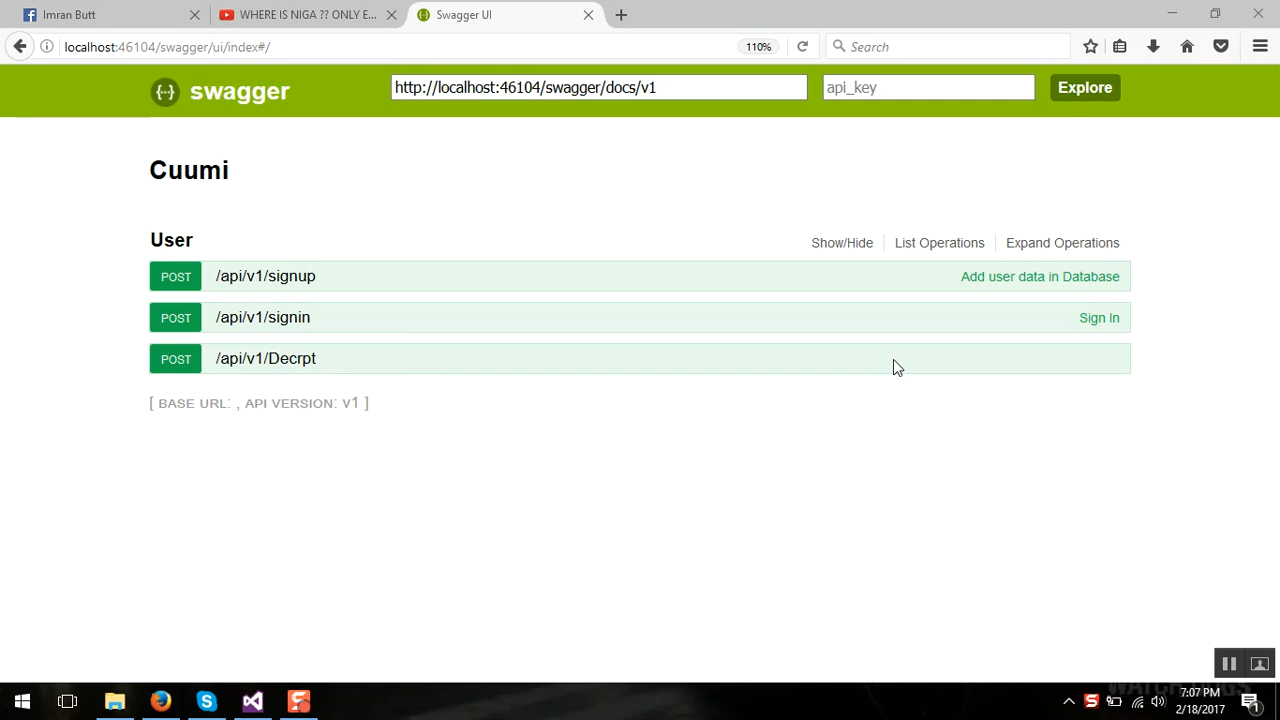 Imran Butt
WHERE IS NIGA ?? ONLY E...
Swagger UI
localhost:46104/swagger/ui/index#/
110%
Search
swagger
http://localhost:46104/swagger/docs/v1
api_key
Explore
Cuumi
User
Show/Hide
List Operations
Expand Operations
POST /api/v1/signup Add user data in Database
POST /api/v1/signin Sign In
POST /api/v1/Decrpt
[ BASE URL: , API VERSION: v1 ]
WATCH DOGS
7:07 PM
2/18/2017
1